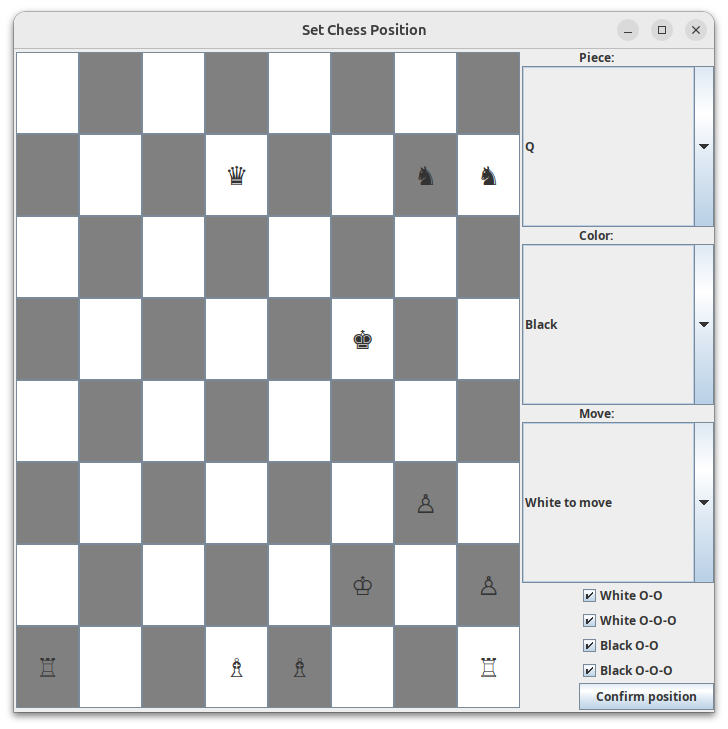 Set Chess Position
Piece:
Q
Color:
Black
Move:
White to move
White O-O
White O-O-O
Black O-O
Black O-O-O
Confirm position